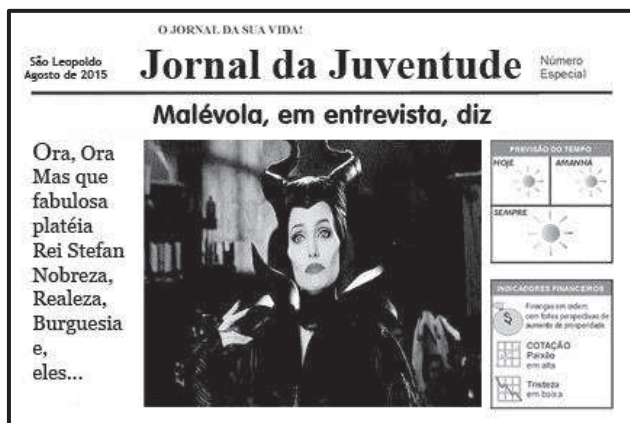 O JORNAL DA SUA VIDA!
São Leopoldo
Agosto de 2015
Jornal da Juventude
Número
Especial
Malévola, em entrevista, diz
Ora, Ora
Mas que
fabulosa
platéia
Rei Stefan
Nobreza,
Realeza,
Burguesia
e,
eles...
PREVISÃO DO TEMPO
HOJE
AMANHÃ
SEMPRE
INDICADORES FINANCEIROS
$
Finanças em ordem,
com fortes perspectivas de
aumento de prosperidade
COTAÇÃO
Paixão
em alta
Tristeza
em baixa